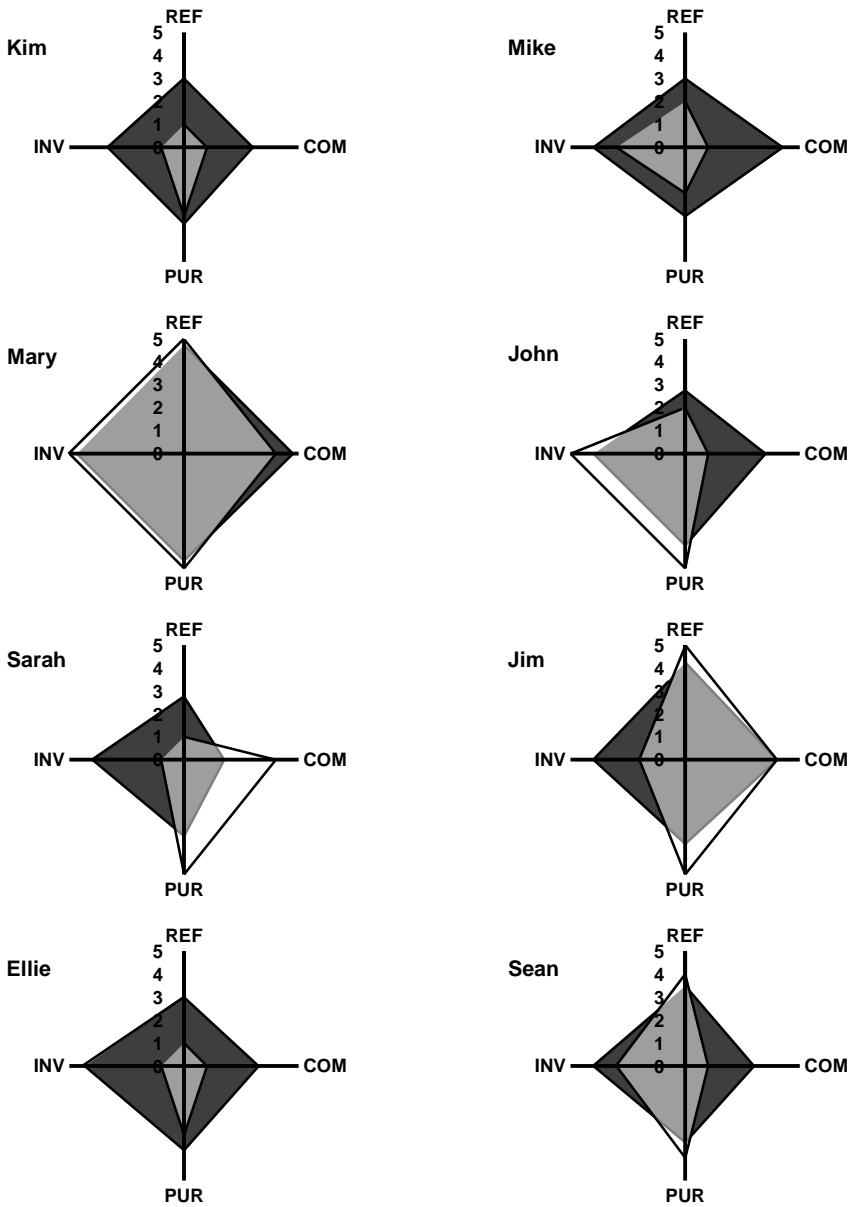 REF
5
Kim
4
3
2
1
INV 0 COM
PUR
REF
5
Mike
4
3
2
1
INV 0 COM
PUR
REF
5
Mary
4
3
2
1
INV 0 COM
PUR
REF
5
John
4
3
2
1
INV 0 COM
PUR
REF
5
Sarah
4
3
2
1
INV 0 COM
PUR
REF
5
Jim
4
3
2
1
INV 0 COM
PUR
REF
5
Ellie
4
3
2
1
INV 0 COM
PUR
REF
5
Sean
4
3
2
1
INV 0 COM
PUR